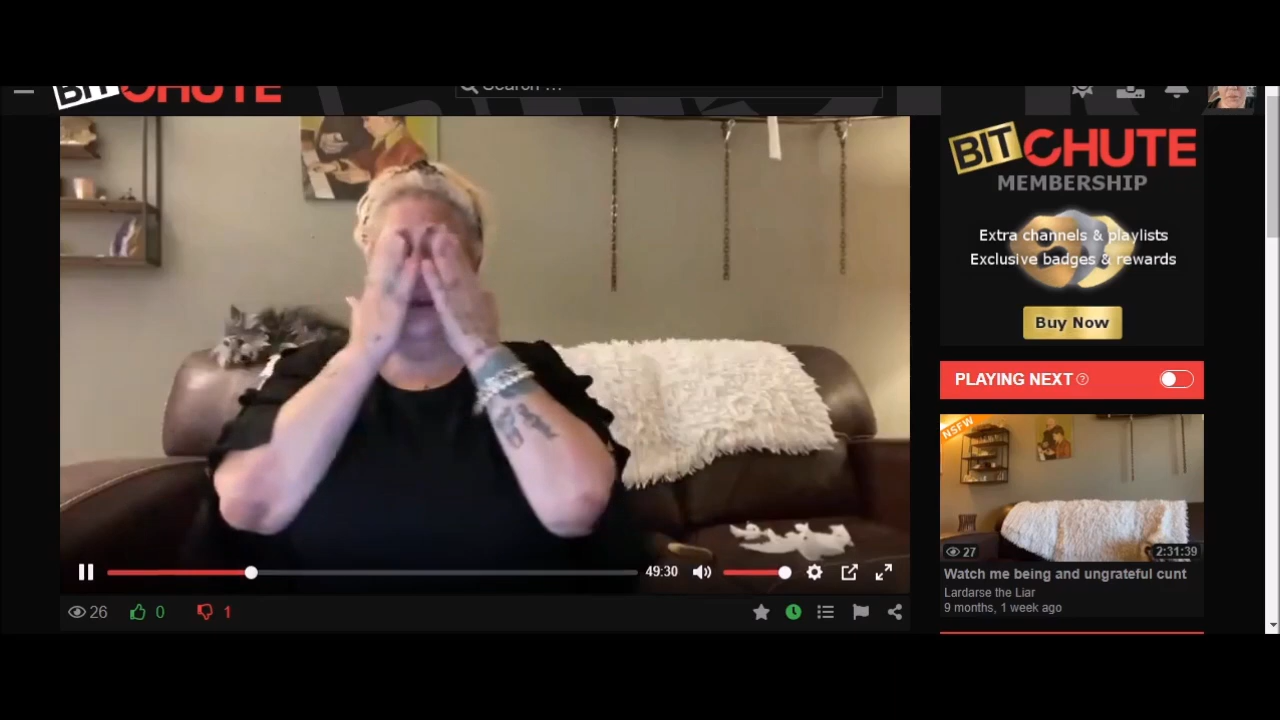 BITCHUTE
Search ...
BITCHUTE
MEMBERSHIP
Extra channels & playlists
Exclusive badges & rewards
Buy Now
PLAYING NEXT
NSFW
27
2:31:39
Watch me being and ungrateful cunt
Lardarse the Liar
9 months, 1 week ago
49:30
26
0
1